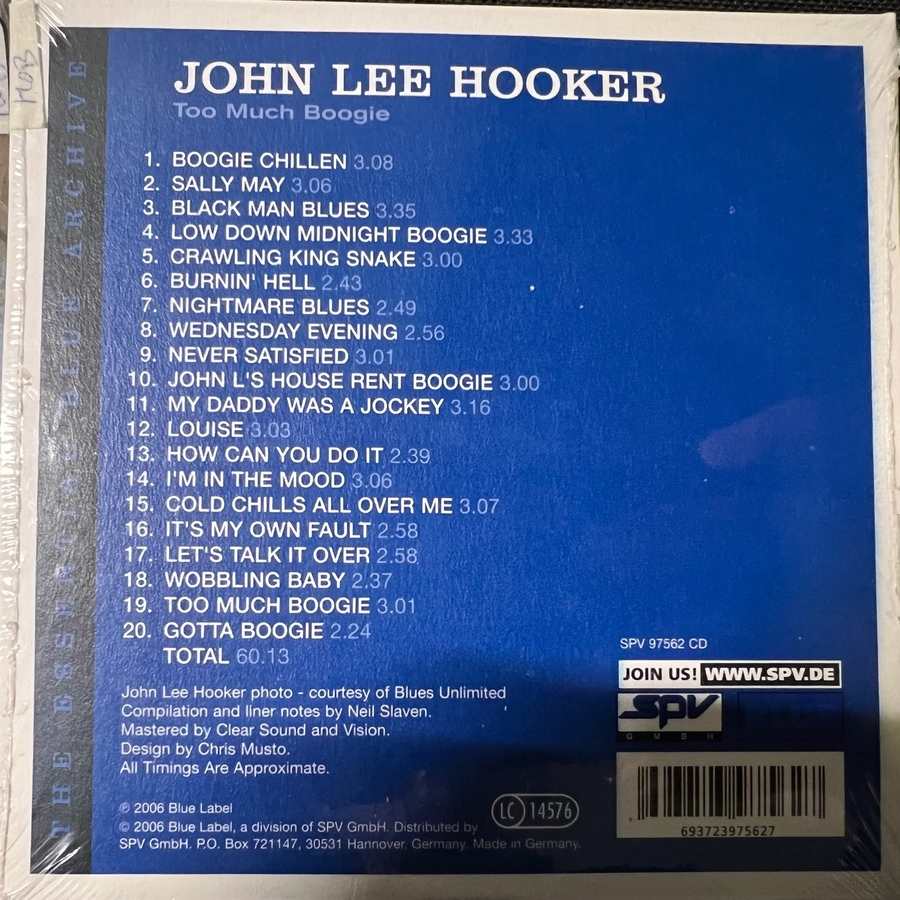 JOHN LEE HOOKER
Too Much Boogie
1. BOOGIE CHILLEN 3.08
2. SALLY MAY 3.06
3. BLACK MAN BLUES 3.35
4. LOW DOWN MIDNIGHT BOOGIE 3.33
5. CRAWLING KING SNAKE 3.00
6. BURNIN' HELL 2.43
7. NIGHTMARE BLUES 2.49
8. WEDNESDAY EVENING 2.56
9. NEVER SATISFIED 3.01
10. JOHN L'S HOUSE RENT BOOGIE 3.00
11. MY DADDY WAS A JOCKEY 3.16
12. LOUISE 3.03
13. HOW CAN YOU DO IT 2.39
14. I'M IN THE MOOD 3.06
15. COLD CHILLS ALL OVER ME 3.07
16. IT'S MY OWN FAULT 2.58
17. LET'S TALK IT OVER 2.58
18. WOBBLING BABY 2.37
19. TOO MUCH BOOGIE 3.01
20. GOTTA BOOGIE 2.24
TOTAL 60.13
John Lee Hooker photo - courtesy of Blues Unlimited
Compilation and liner notes by Neil Slaven.
Mastered by Clear Sound and Vision.
Design by Chris Musto.
All Timings Are Approximate.
℗ 2006 Blue Label
© 2006 Blue Label, a division of SPV GmbH. Distributed by
SPV GmbH. P.O. Box 721147, 30531 Hannover, Germany. Made in Germany.
LC 14576
SPV 97562 CD
JOIN US! WWW.SPV.DE
SPV
GMBH
693723975627
THE ESSENTIAL BLUE ARCHIVE